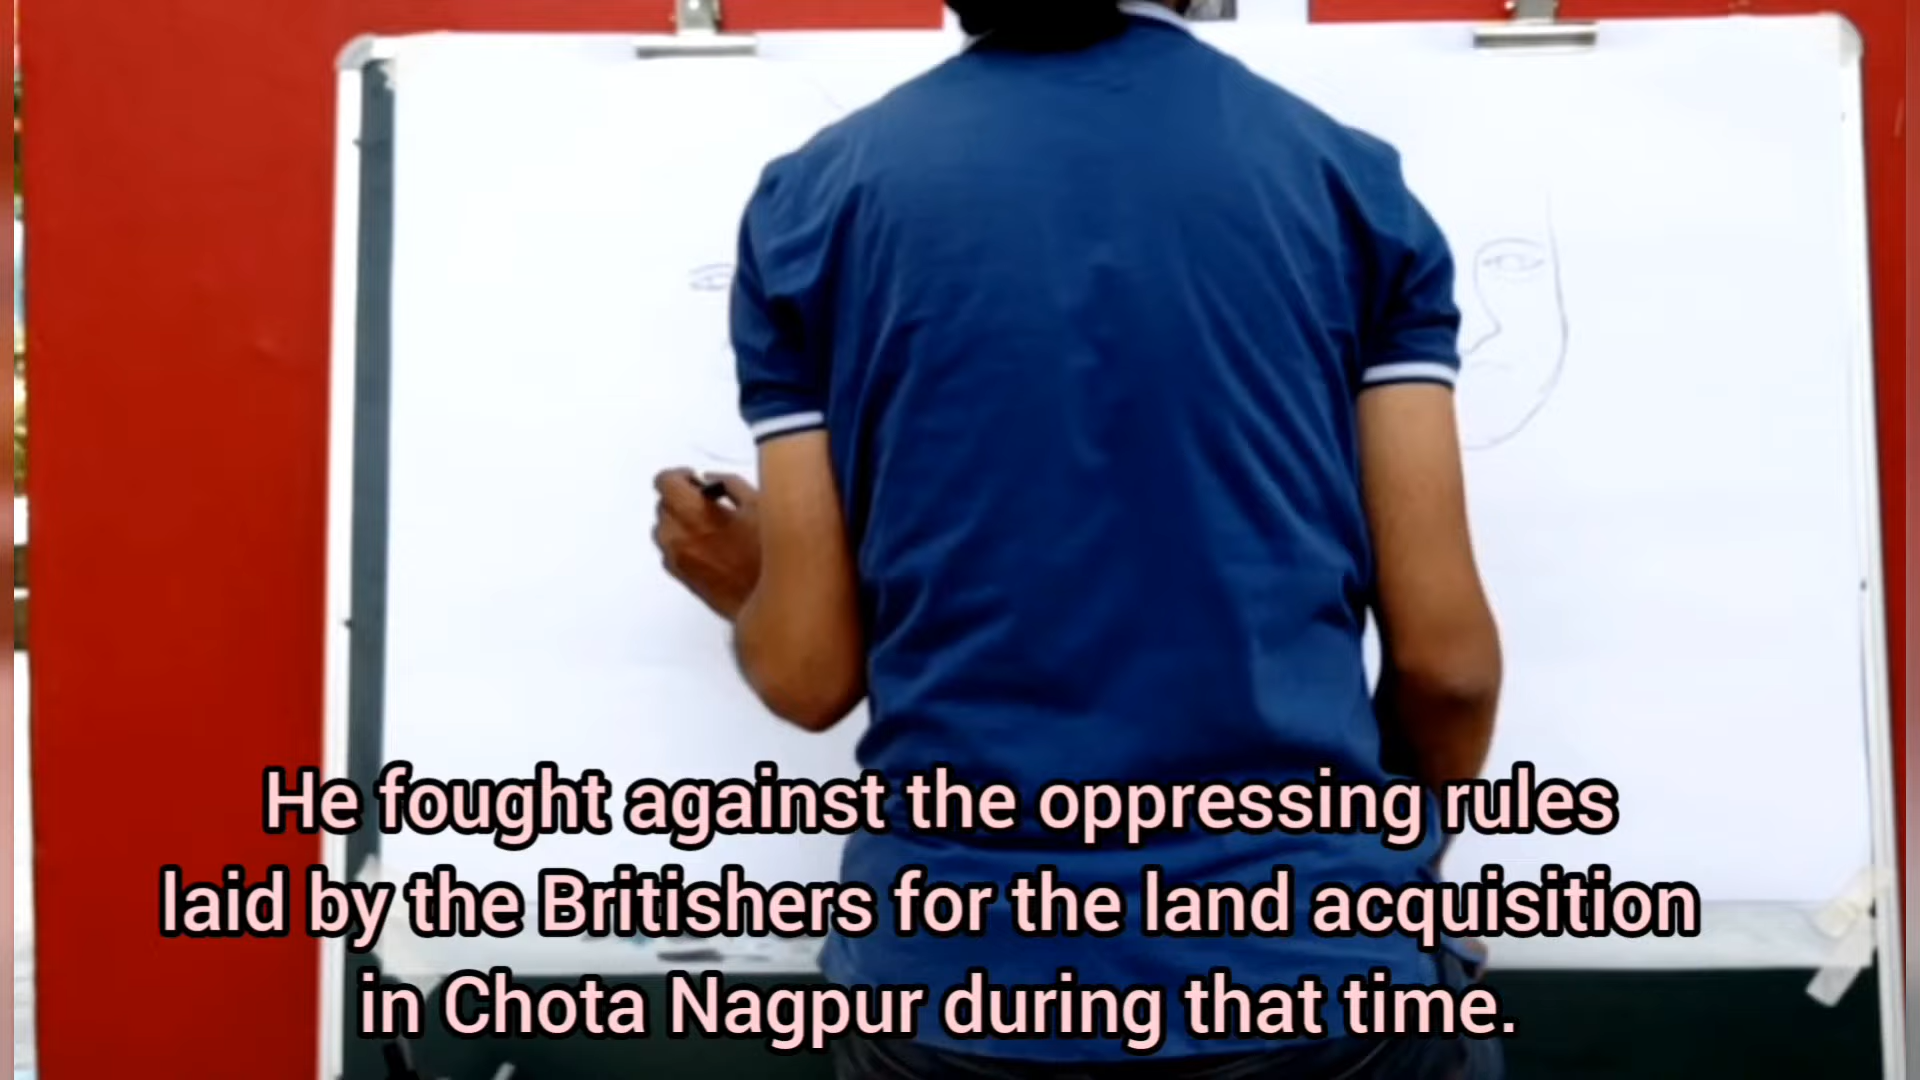 He fought against the oppressing rules
laid by the Britishers for the land acquisition
in Chota Nagpur during that time.